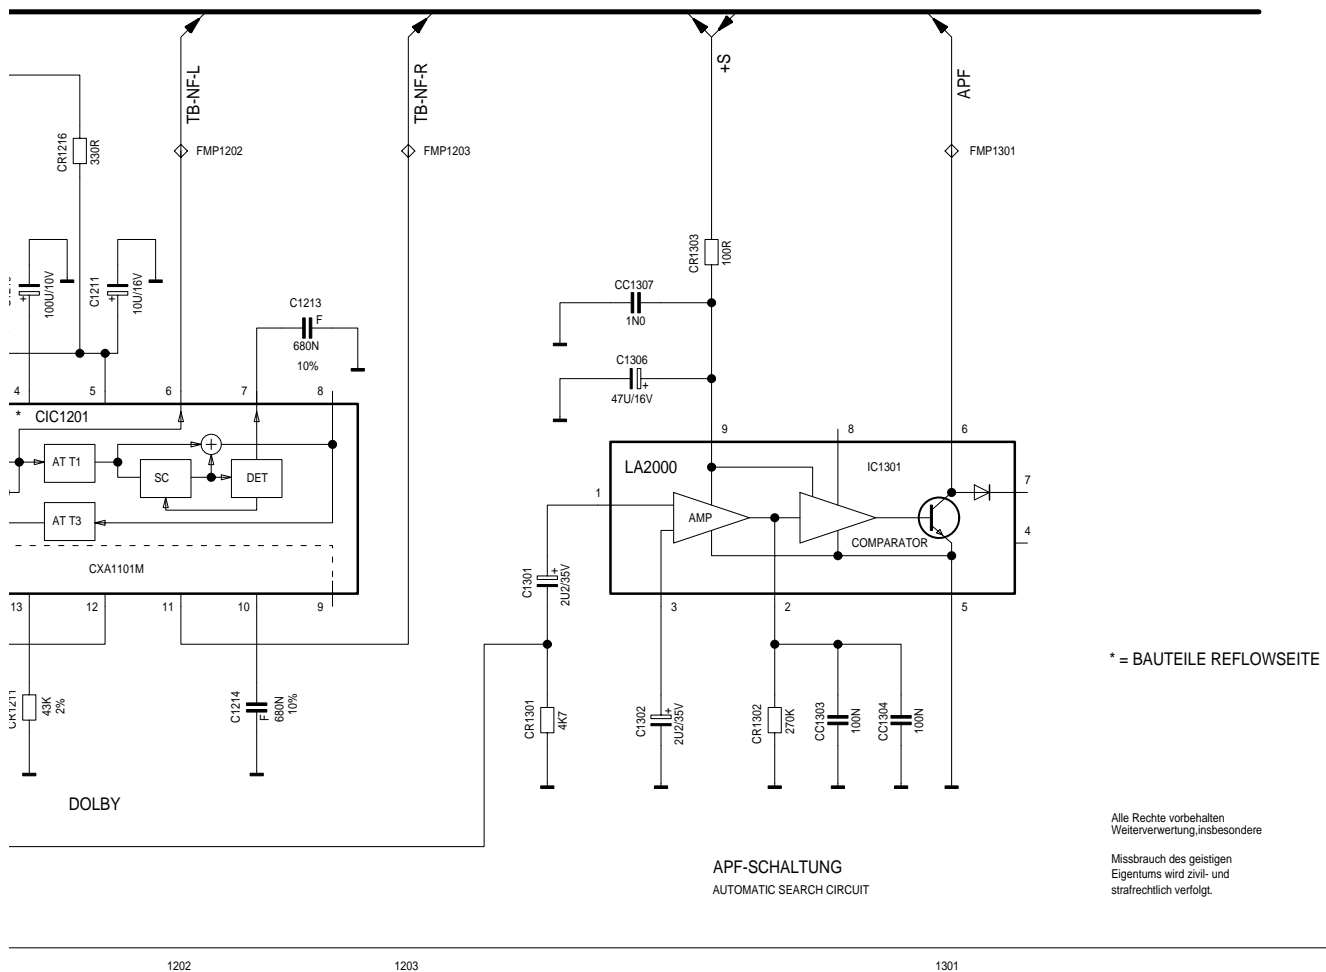 TB-NF-L
TB-NF-R
+S
APF
CR1216
330R
FMP1202
FMP1203
FMP1301
CR1303
100R
100U/10V
C1211
10U/16V
C1213
F
680N
10%
CC1307
1N0
C1306
+
47U/16V
4
5
6
7
8
* CIC1201
AT T1
SC
DET
AT T3
CXA1101M
13
12
11
10
9
9
8
6
LA2000
IC1301
1
AMP
COMPARATOR
7
4
3
2
5
C1301
2U2/35V
CR1211
43K
2%
C1214
F
680N
10%
CR1301
4K7
C1302
2U2/35V
CR1302
270K
CC1303
100N
CC1304
100N
* = BAUTEILE REFLOWSEITE
DOLBY
APF-SCHALTUNG
AUTOMATIC SEARCH CIRCUIT
Alle Rechte vorbehalten
Weiterverwertung,insbesondere
Missbrauch des geistigen
Eigentums wird zivil- und
strafrechtlich verfolgt.
1202
1203
1301